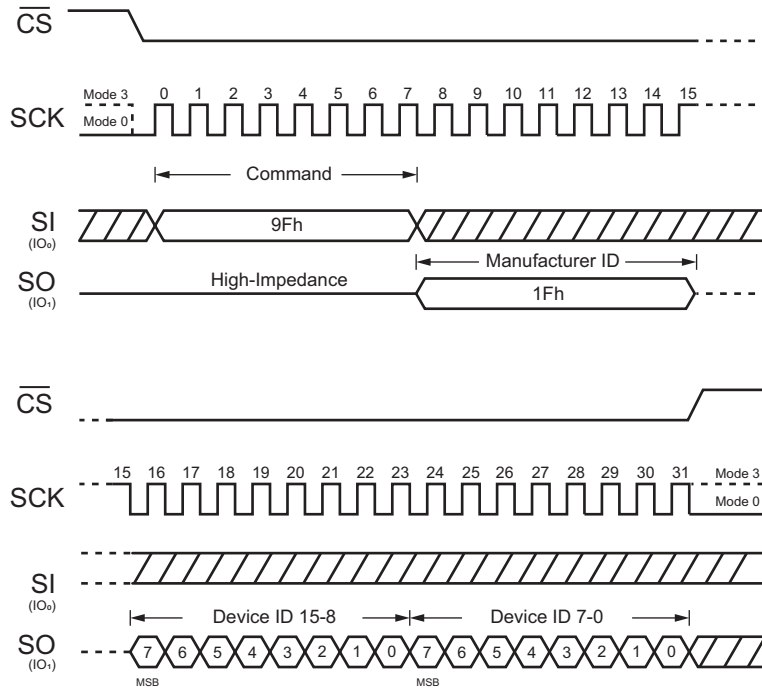 CS
Mode 3 0 1 2 3 4 5 6 7 8 9 10 11 12 13 14 15
SCK Mode 0
Command
SI 9Fh
(IO₀)
Manufacturer ID
SO High-Impedance 1Fh
(IO₁)
CS
15 16 17 18 19 20 21 22 23 24 25 26 27 28 29 30 31 Mode 3
SCK Mode 0
SI
(IO₀)
Device ID 15-8 Device ID 7-0
SO 7 6 5 4 3 2 1 0 7 6 5 4 3 2 1 0
(IO₁)
MSB MSB